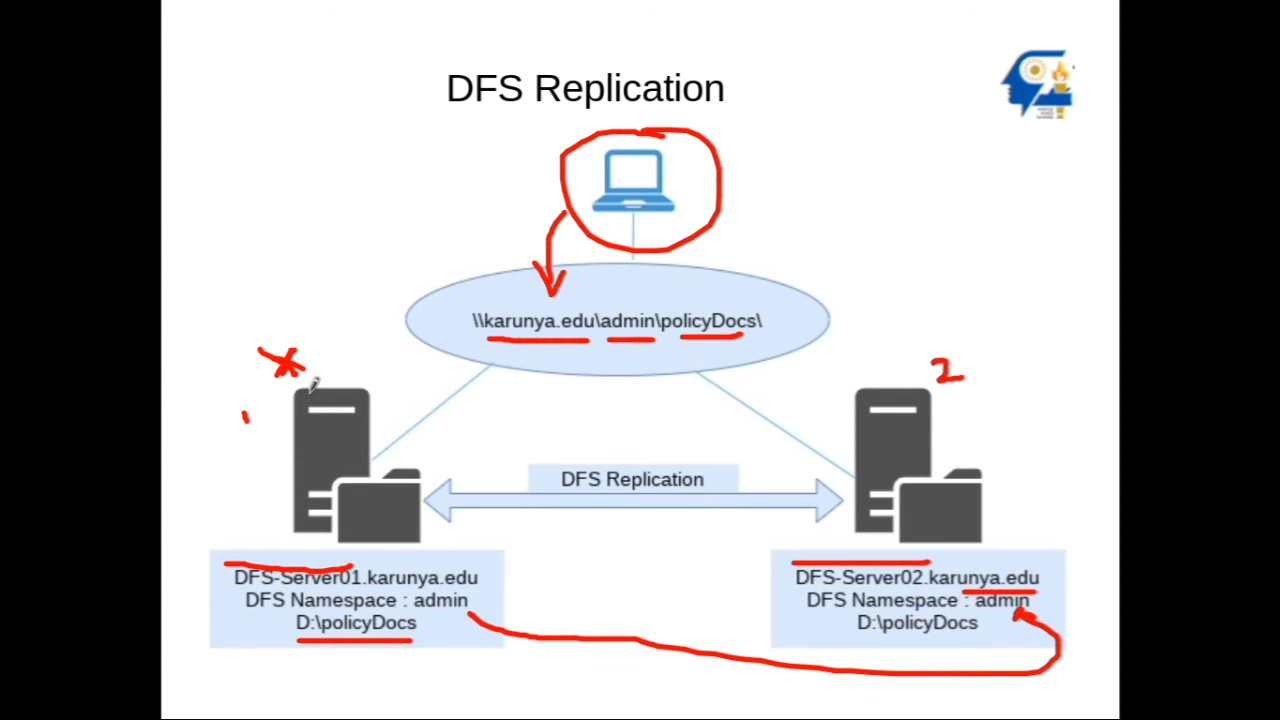 DFS Replication
\\karunya.edu\admin\policyDocs\
2
DFS Replication
DFS-Server01.karunya.edu
DFS Namespace : admin
D:\policyDocs
DFS-Server02.karunya.edu
DFS Namespace : admin
D:\policyDocs